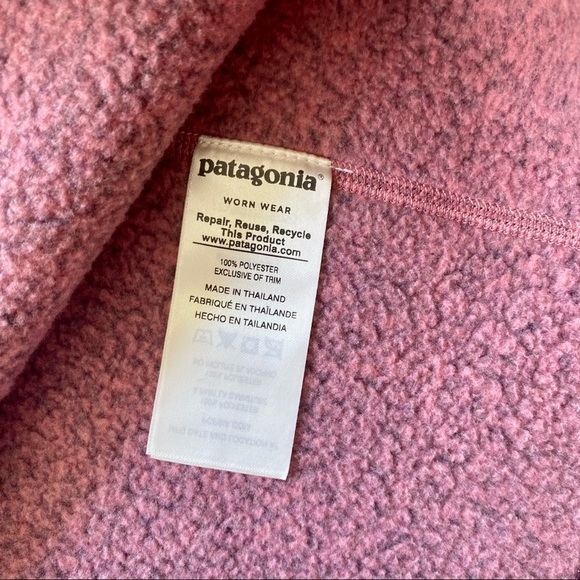 patagonia®
WORN WEAR
Repair, Reuse, Recycle
This Product
www.patagonia.com
100% POLYESTER
EXCLUSIVE OF TRIM
MADE IN THAILAND
FABRIQUÉ EN THAÏLANDE
HECHO EN TAILANDIA